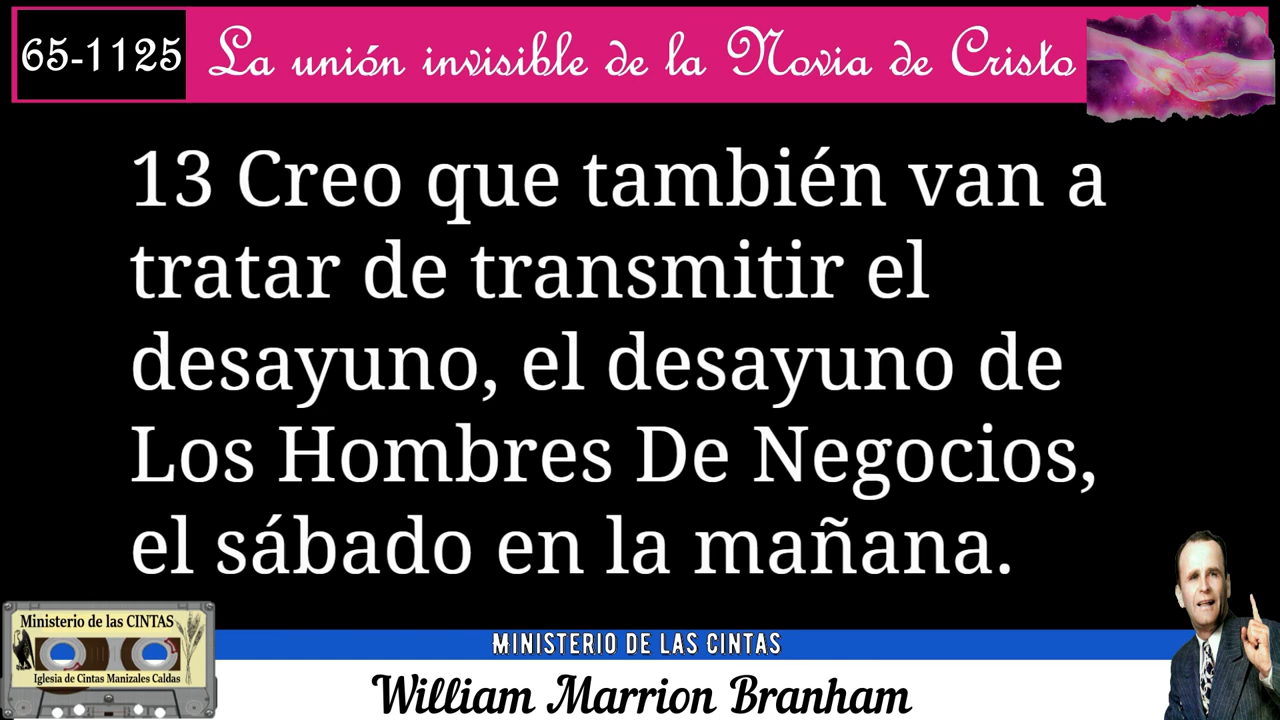 65-1125 La unión invisible de la Novia de Cristo
13 Creo que también van a
tratar de transmitir el
desayuno, el desayuno de
Los Hombres De Negocios,
el sábado en la mañana.
Ministerio de las CINTAS
Iglesia de Cintas Manizales Caldas
MINISTERIO DE LAS CINTAS
William Marrion Branham